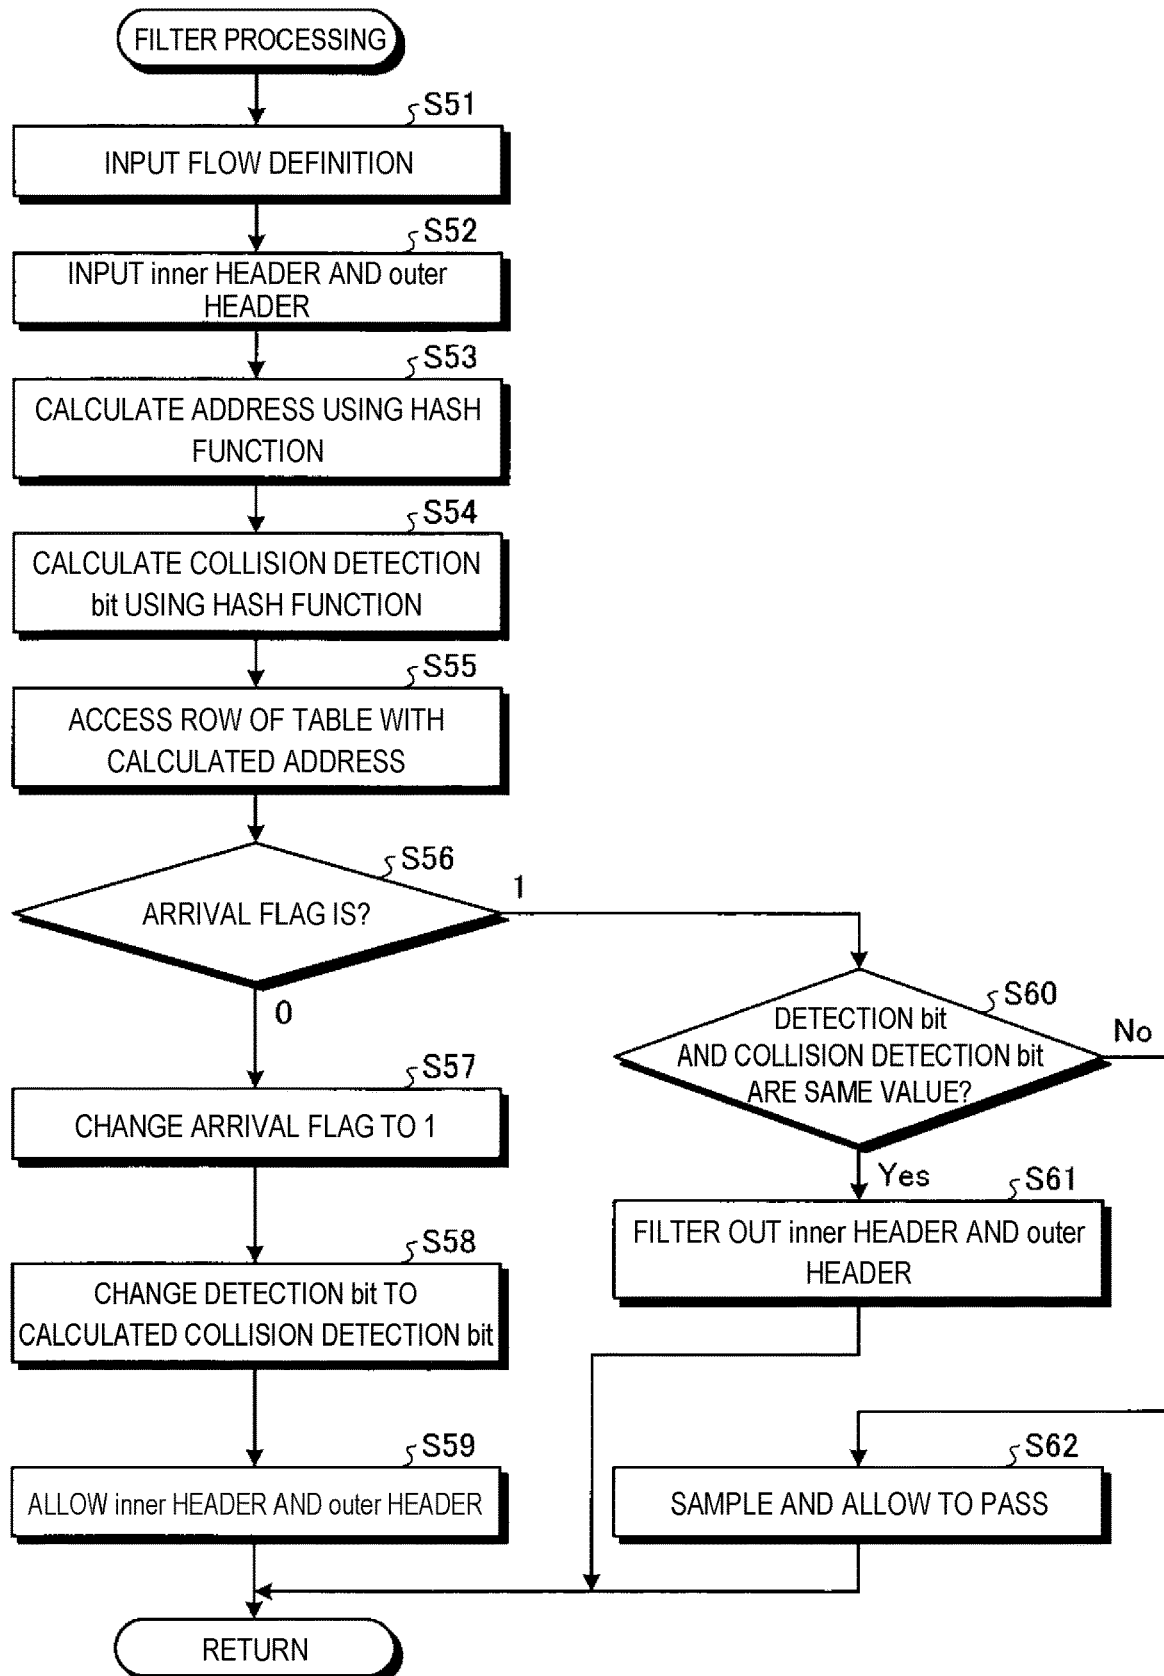 FILTER PROCESSING
S51
INPUT FLOW DEFINITION
S52
INPUT inner HEADER AND outer
HEADER
S53
CALCULATE ADDRESS USING HASH
FUNCTION
S54
CALCULATE COLLISION DETECTION
bit USING HASH FUNCTION
S55
ACCESS ROW OF TABLE WITH
CALCULATED ADDRESS
S56
ARRIVAL FLAG IS?
1
0
S57
CHANGE ARRIVAL FLAG TO 1
S58
CHANGE DETECTION bit TO
CALCULATED COLLISION DETECTION bit
S59
ALLOW inner HEADER AND outer HEADER
S60
DETECTION bit
AND COLLISION DETECTION bit
ARE SAME VALUE?
No
Yes
S61
FILTER OUT inner HEADER AND outer
HEADER
S62
SAMPLE AND ALLOW TO PASS
RETURN